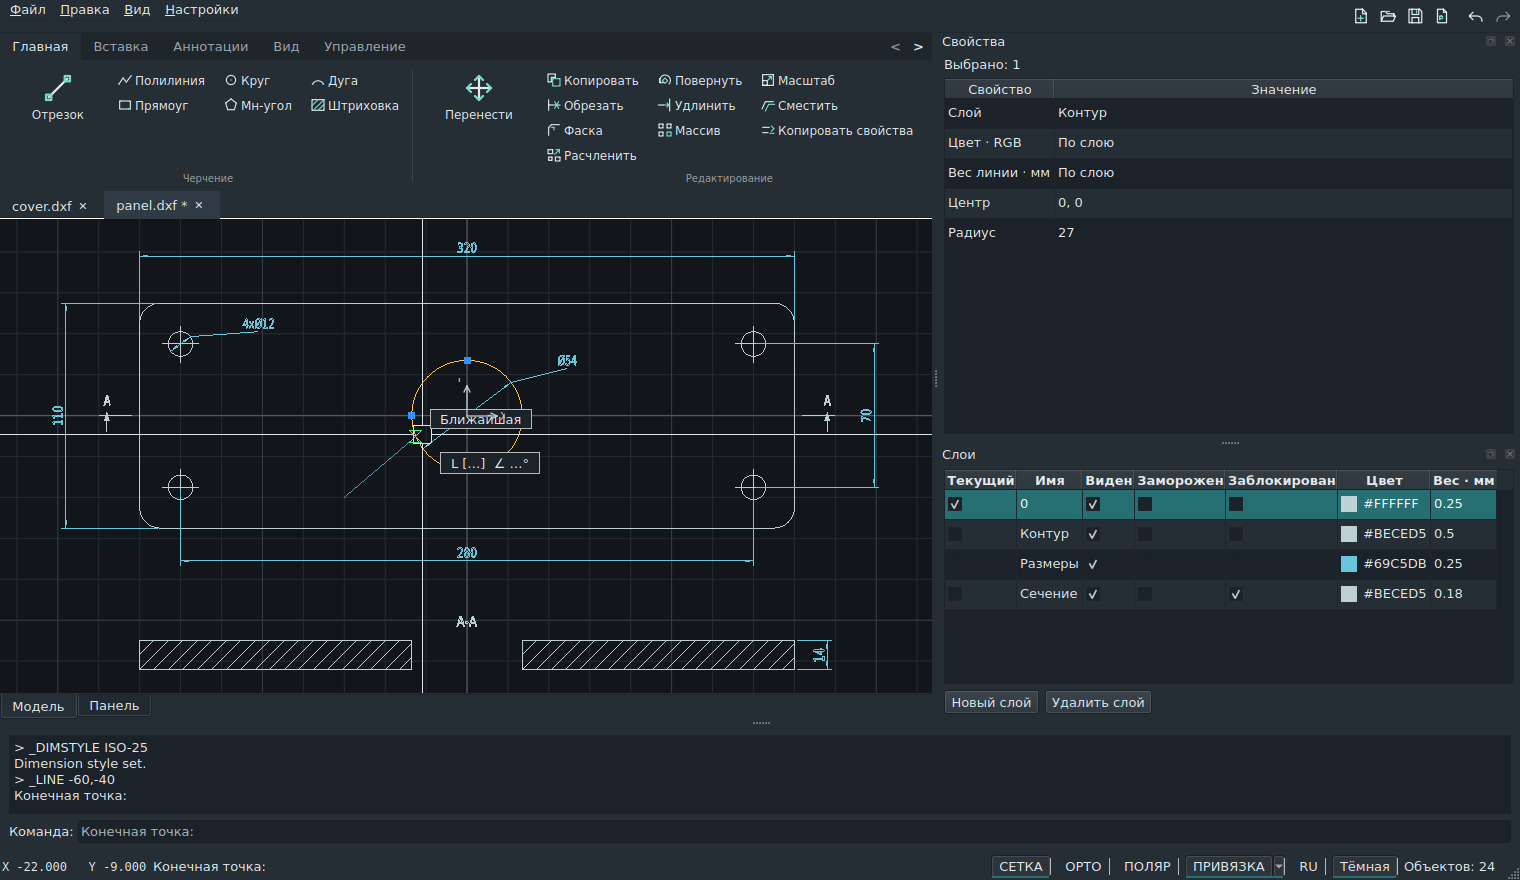 Файл Правка Вид Настройки
Главная Вставка Аннотации Вид Управление < >
Отрезок
Полилиния Круг Дуга
Прямоуг Мн-угол Штриховка
Черчение
Перенести
Копировать Повернуть Масштаб
Обрезать Удлинить Сместить
Фаска Массив Копировать свойства
Расчленить
Редактирование
cover.dxf × panel.dxf * ×
320
4xØ12
Ø54
110
A
A
70
Ближайшая
L [...] ∠ ...°
280
A-A
14
Модель Панель
Свойства
Выбрано: 1
Свойство Значение
Слой Контур
Цвет · RGB По слою
Вес линии · мм По слою
Центр 0, 0
Радиус 27
Слои
Текущий Имя Виден Заморожен Заблокирован Цвет Вес · мм
0 #FFFFFF 0.25
Контур #BECED5 0.5
Размеры #69C5DB 0.25
Сечение #BECED5 0.18
Новый слой Удалить слой
> _DIMSTYLE ISO-25
Dimension style set.
> _LINE -60,-40
Конечная точка:
Команда: Конечная точка:
X -22.000 Y -9.000 Конечная точка:
СЕТКА ОРТО ПОЛЯР ПРИВЯЗКА RU Тёмная Объектов: 24